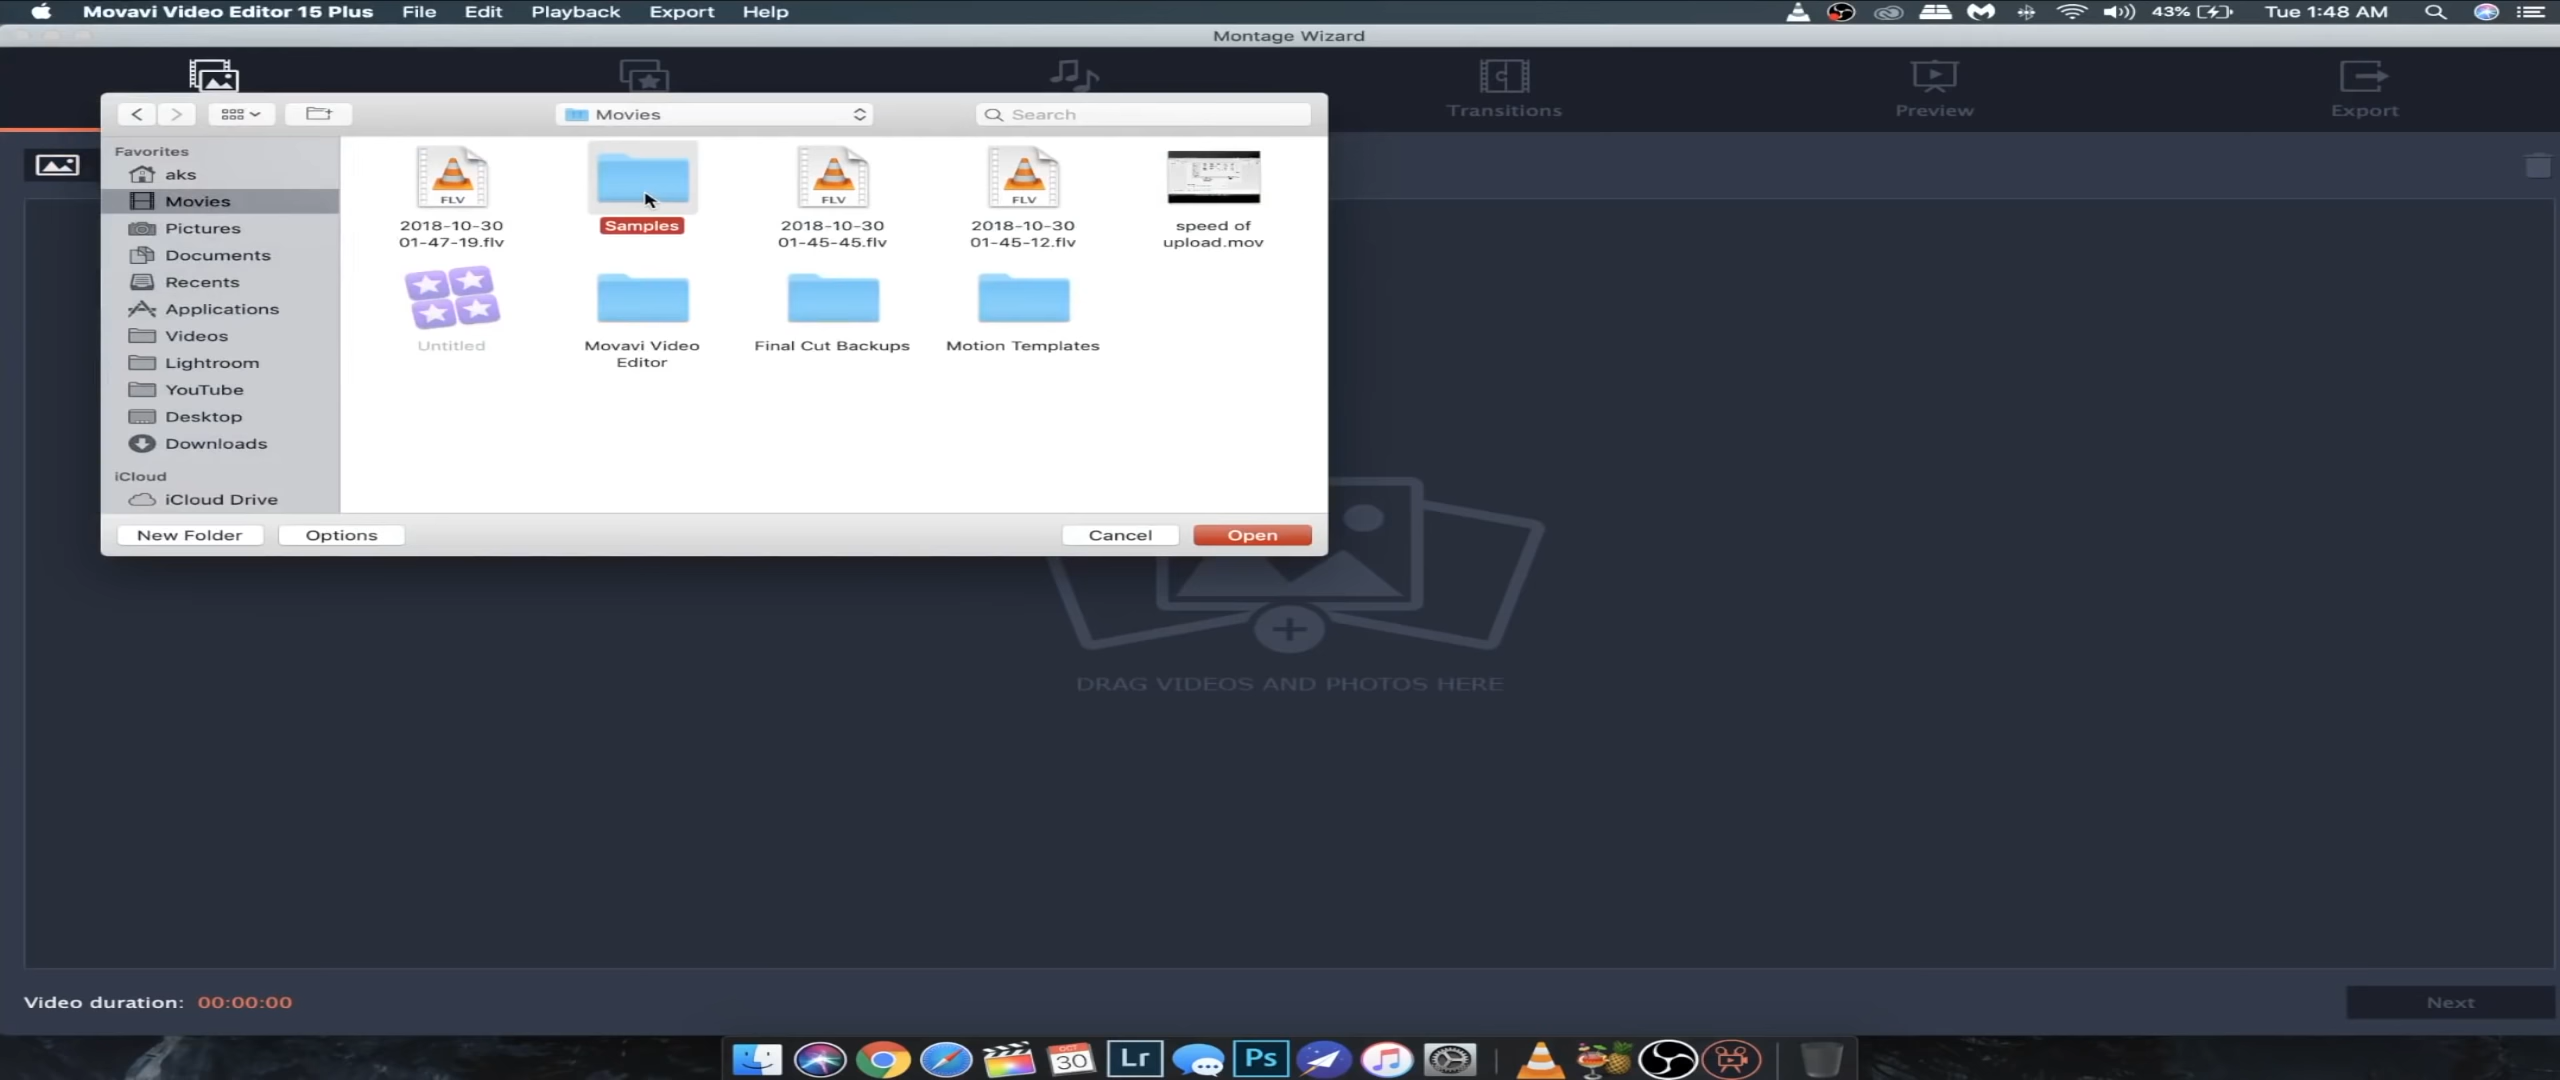 Movavi Video Editor 15 Plus File Edit Playback Export Help 43% Tue 1:48 AM
Montage Wizard
Transitions Preview Export
Movies Search
Favorites
aks
Movies
Pictures
Documents
Recents
Applications
Videos
Lightroom
YouTube
Desktop
Downloads
iCloud
iCloud Drive
FLV
2018-10-30
01-47-19.flv
Samples
FLV
2018-10-30
01-45-45.flv
FLV
2018-10-30
01-45-12.flv
speed of
upload.mov
Untitled
Movavi Video
Editor
Final Cut Backups
Motion Templates
New Folder Options Cancel Open
DRAG VIDEOS AND PHOTOS HERE
Video duration: 00:00:00 Next
OCT
30
Lr
Ps